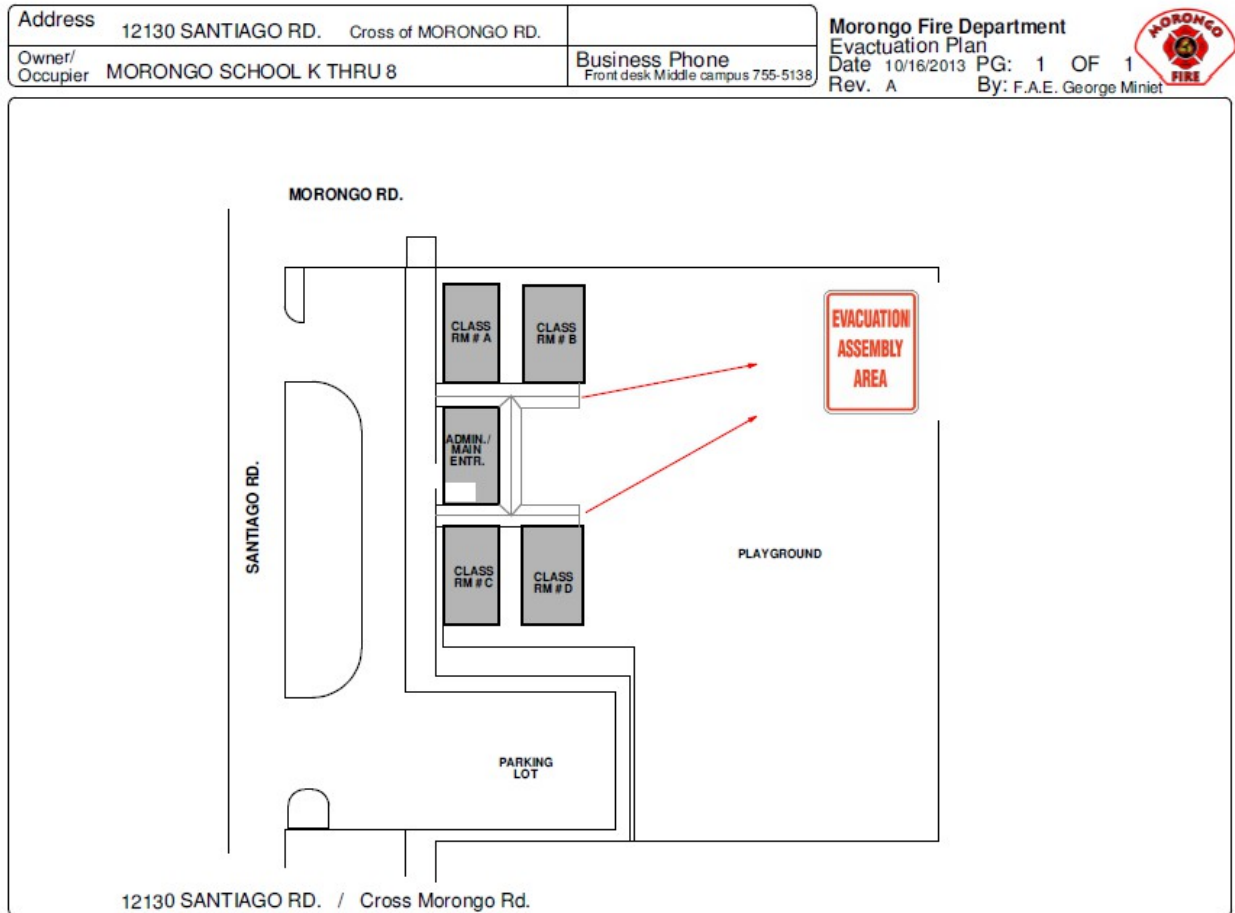 Address 12130 SANTIAGO RD. Cross of MORONGO RD.
Owner/
Occupier MORONGO SCHOOL K THRU 8
Business Phone
Front desk Middle campus 755-5138
Morongo Fire Department
Evactuation Plan
Date 10/16/2013 PG: 1 OF 1
Rev. A By: F.A.E. George Miniet
MORONGO
FIRE
MORONGO RD.
CLASS
RM # A
CLASS
RM # B
EVACUATION
ASSEMBLY
AREA
ADMIN./
MAIN
ENTR.
SANTIAGO RD.
PLAYGROUND
CLASS
RM # C
CLASS
RM # D
PARKING
LOT
12130 SANTIAGO RD. / Cross Morongo Rd.